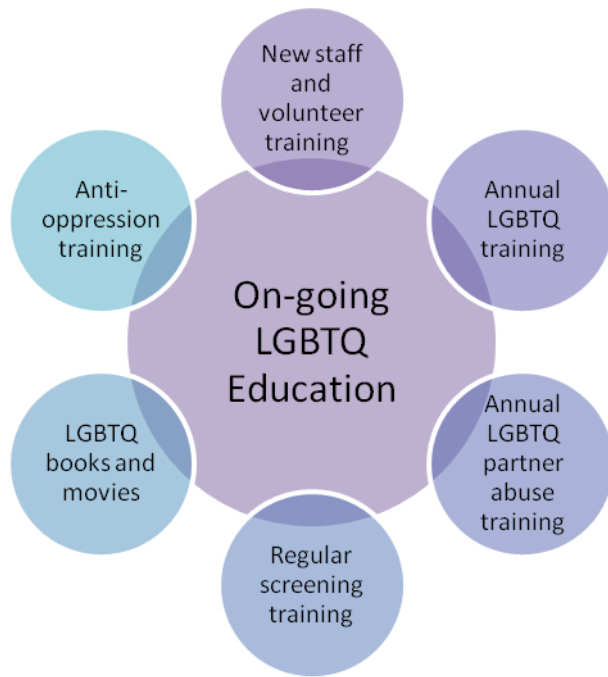 New staff
and
volunteer
training
Annual
LGBTQ
training
Annual
LGBTQ
partner
abuse
training
Regular
screening
training
LGBTQ
books and
movies
Anti-
oppression
training
On-going
LGBTQ
Education